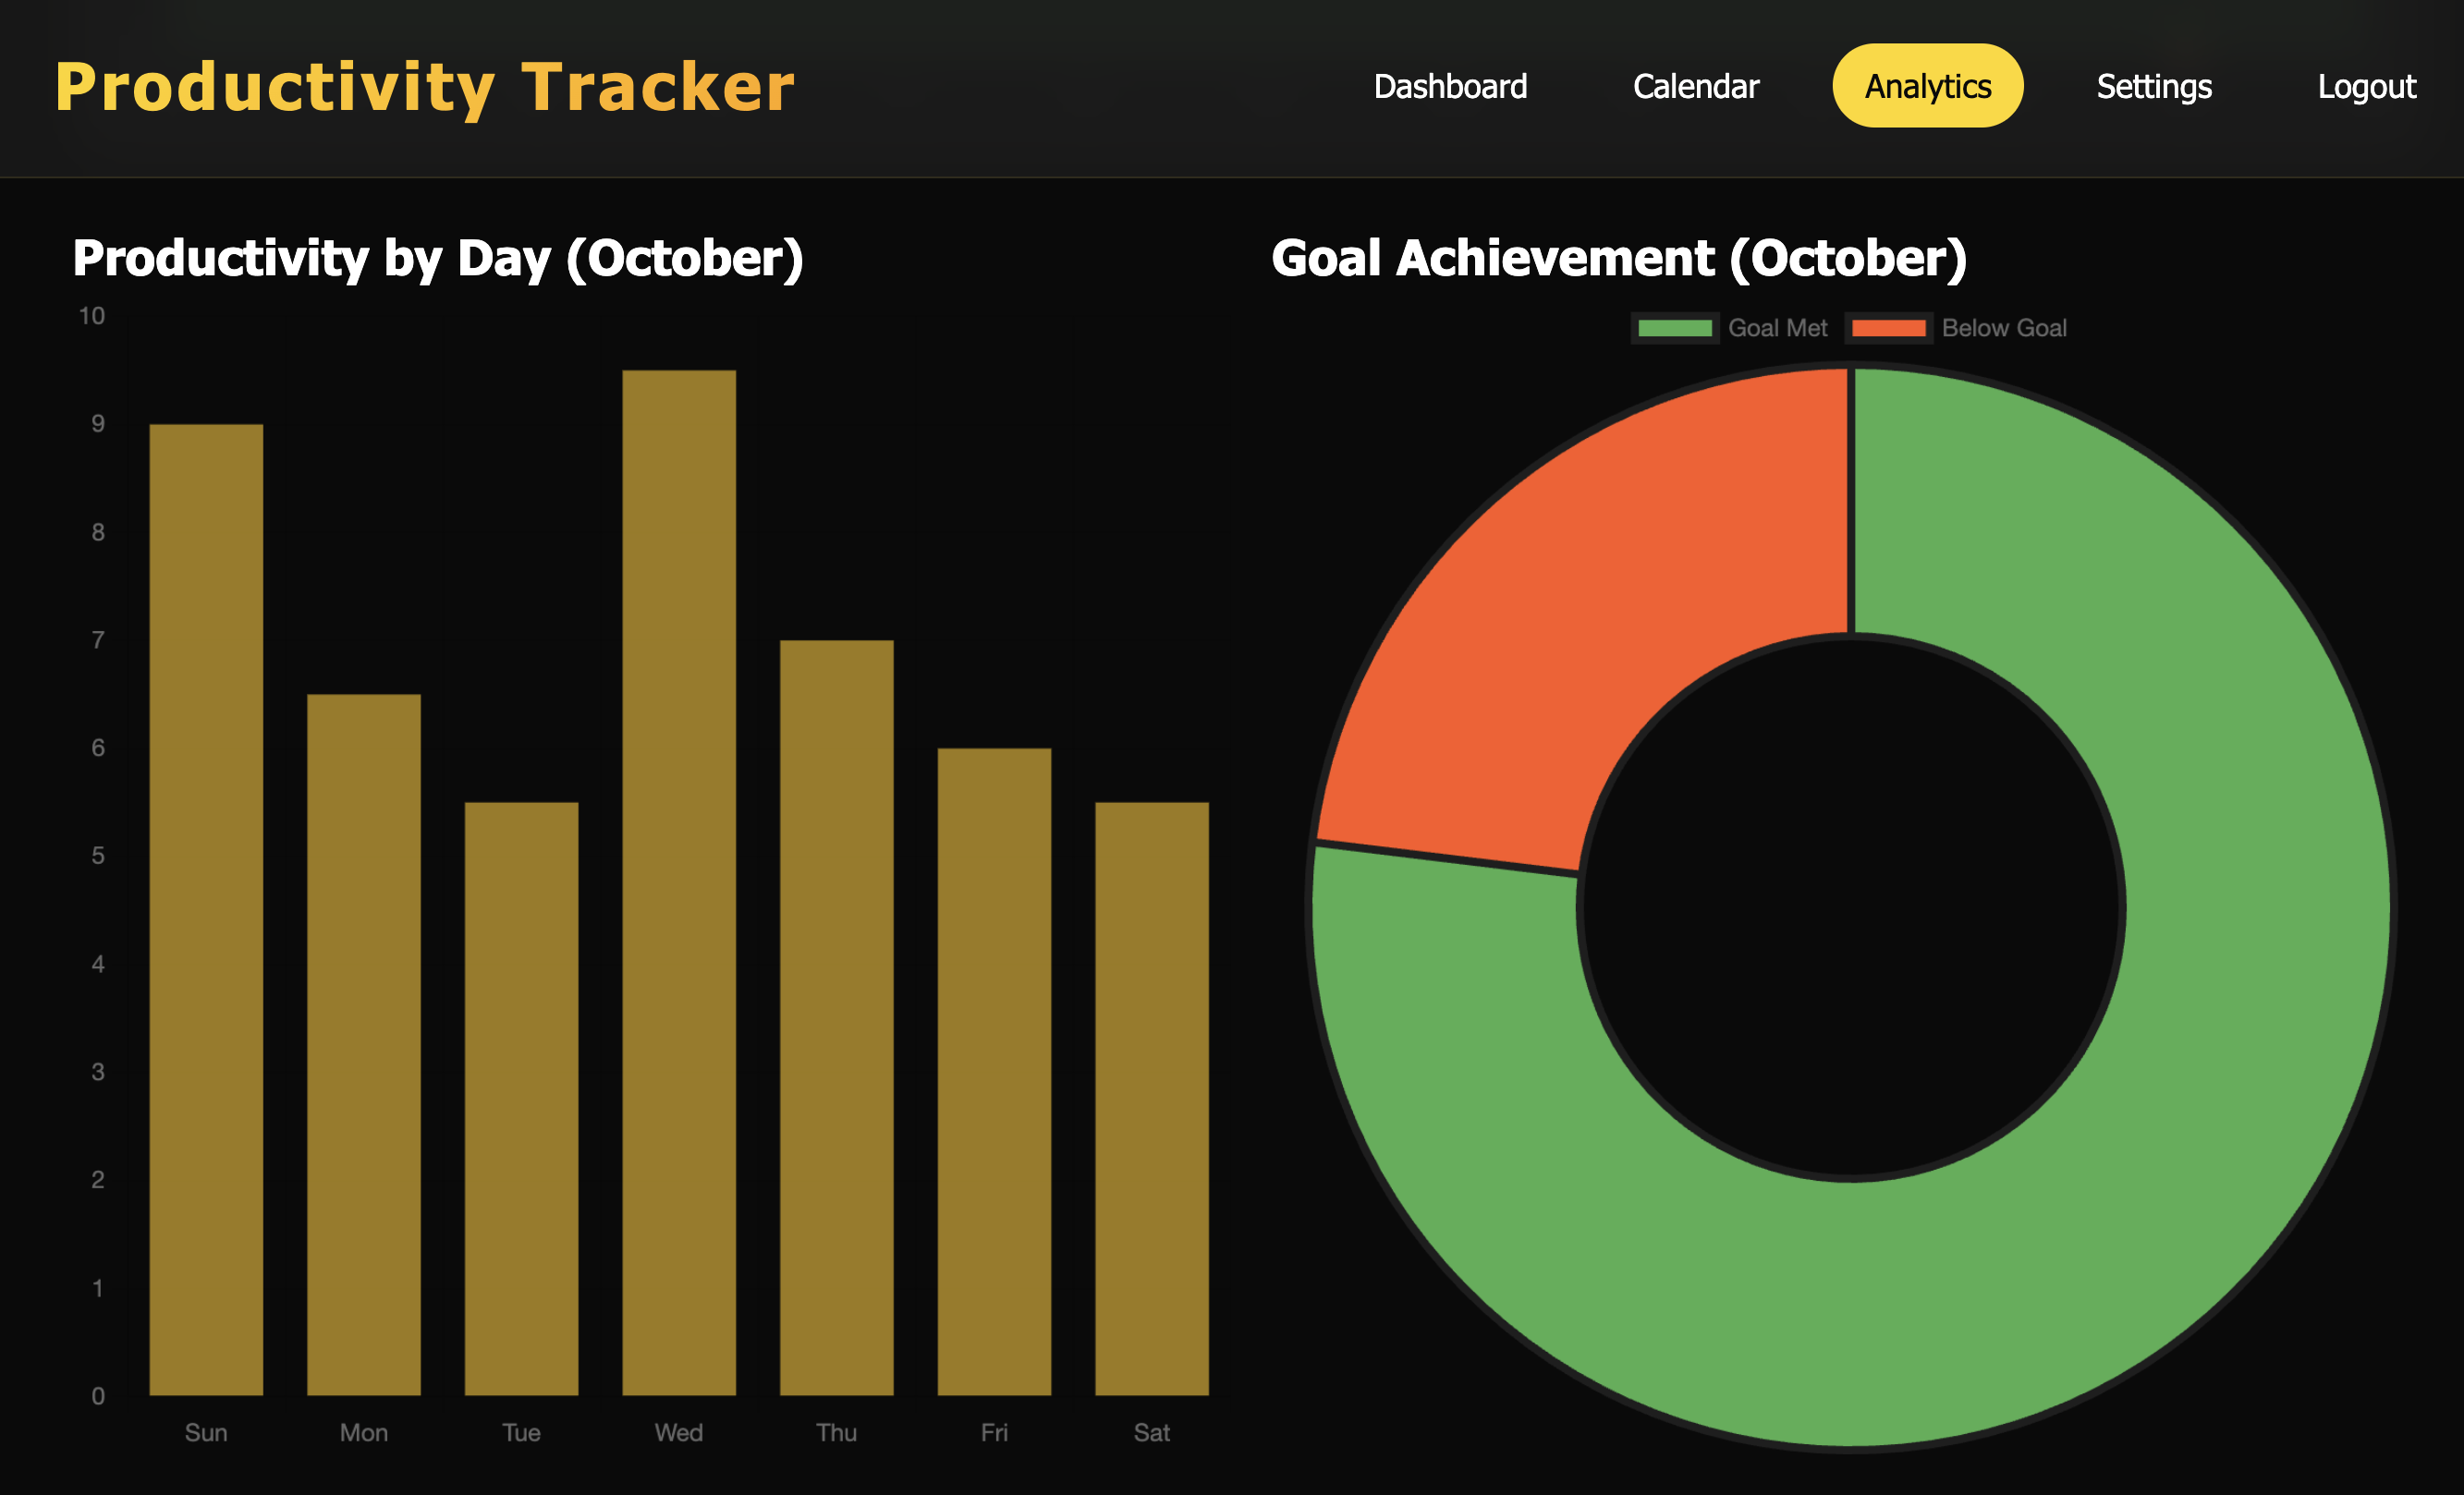 Productivity Tracker
Dashboard Calendar Analytics Settings Logout
Productivity by Day (October)
10
9
8
7
6
5
4
3
2
1
0
Sun Mon Tue Wed Thu Fri Sat
Goal Achievement (October)
Goal Met Below Goal